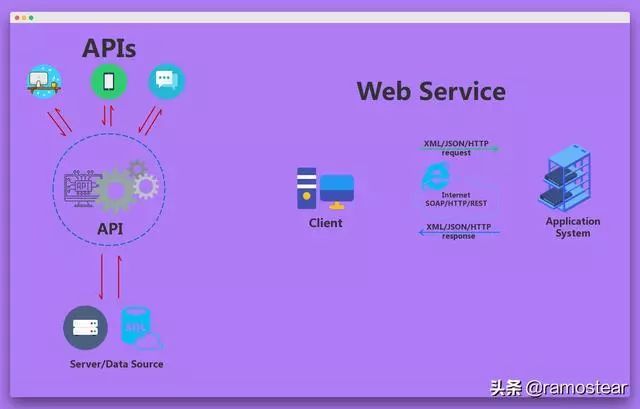 APIs
Web Service
API
API
Server/Data Source
SQL
Client
XML/JSON/HTTP
request
Internet
SOAP/HTTP/REST
XML/JSON/HTTP
response
Application
System
头条 @ramostear